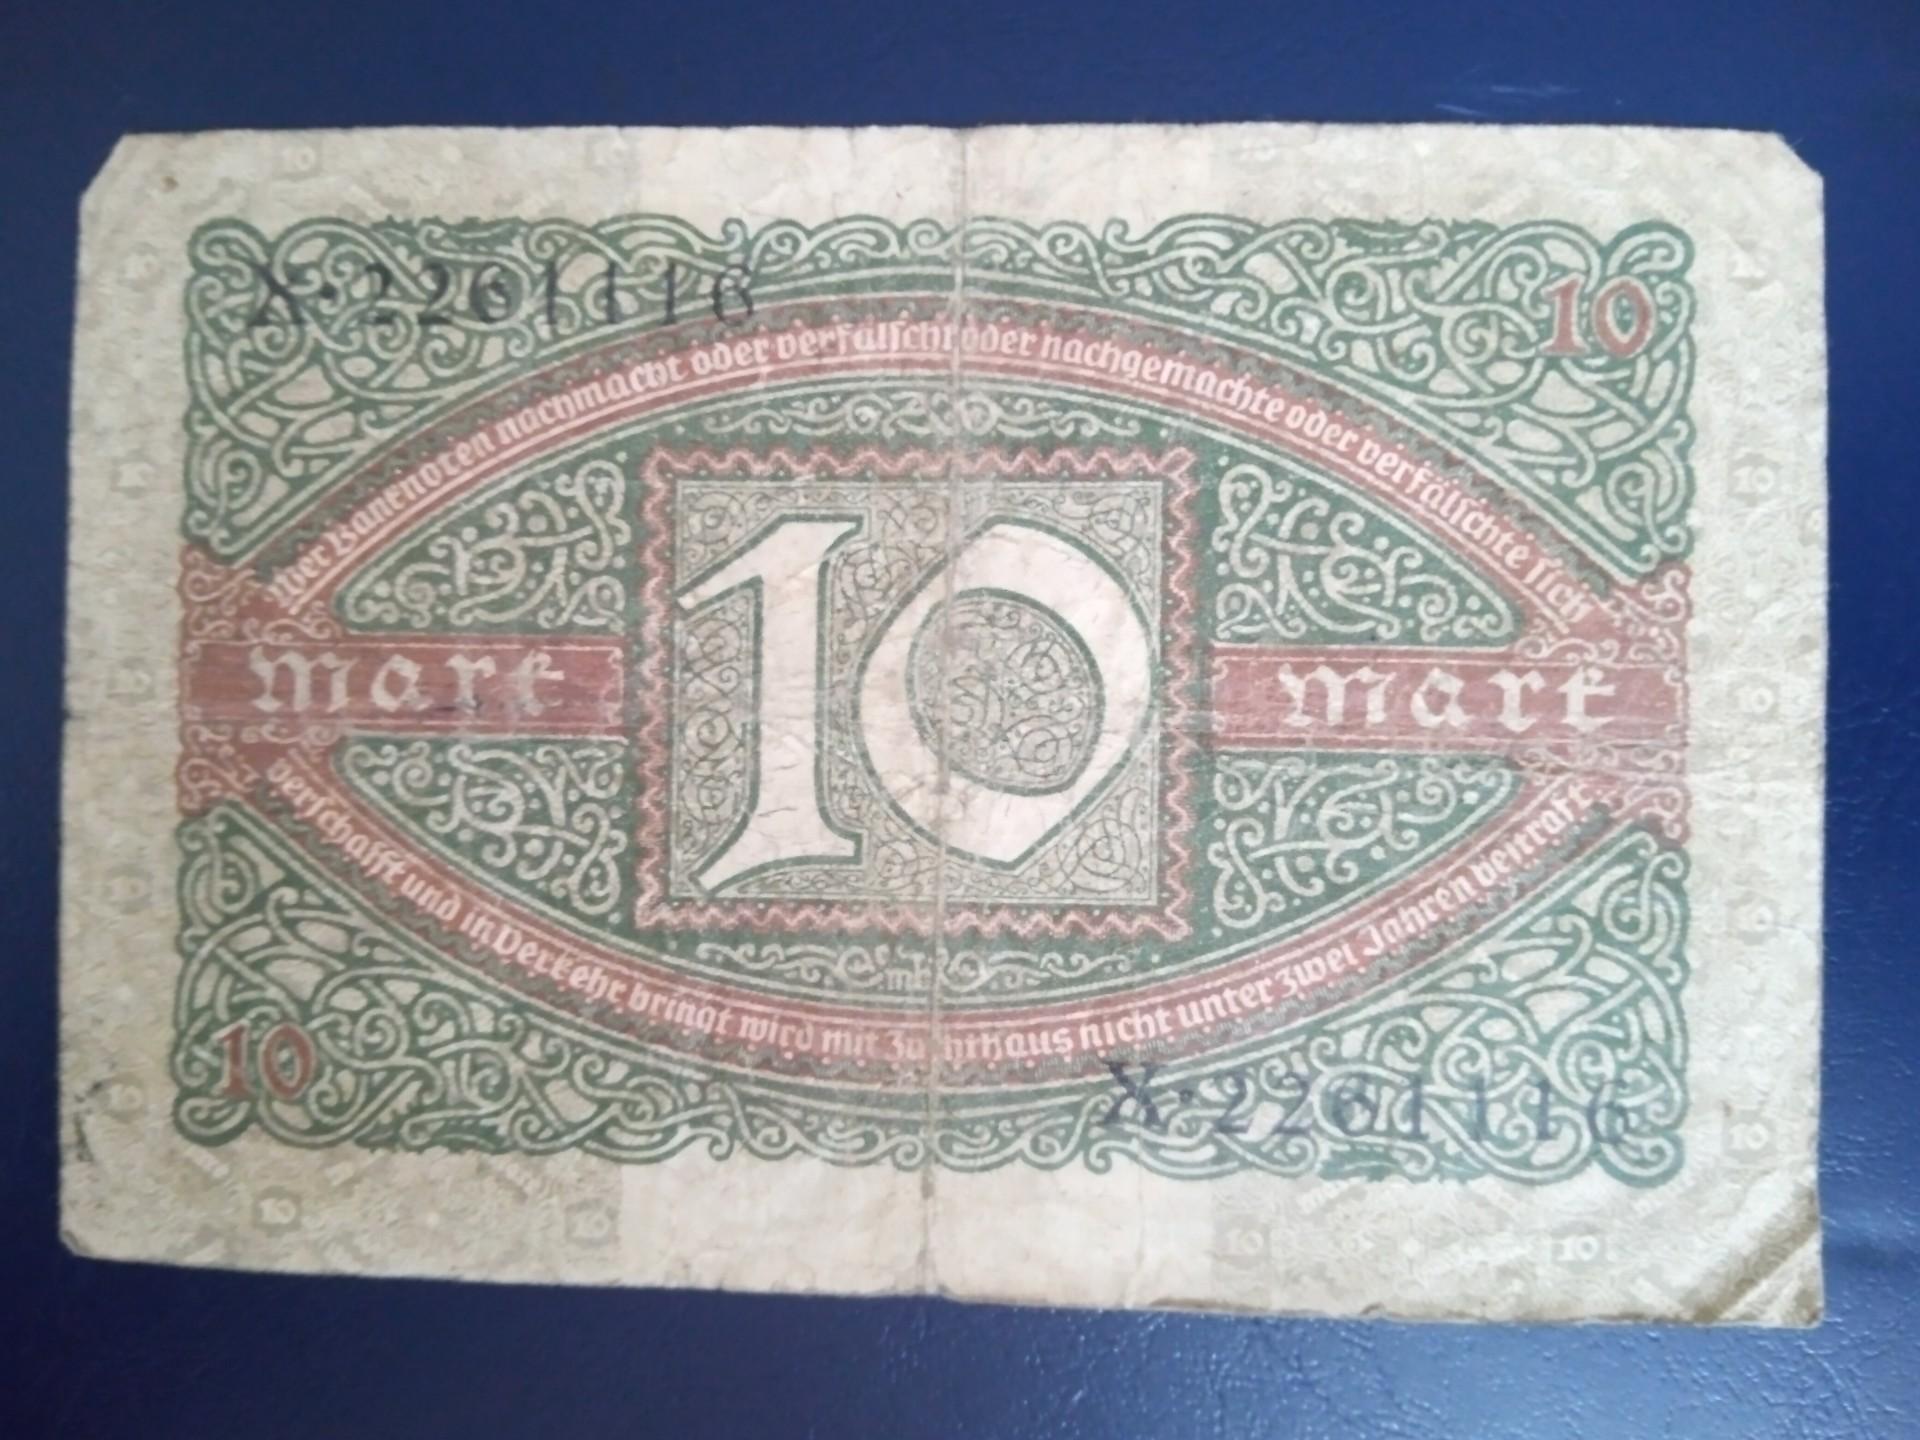 X·2261116
10
Wer Banknoten nachmacht oder verfälscht oder nachgemachte oder verfälschte sich
Mark
10
Mark
verschafft und in Verkehr bringt wird mit Zuchthaus nicht unter zwei Jahren bestraft
10
X·2261116